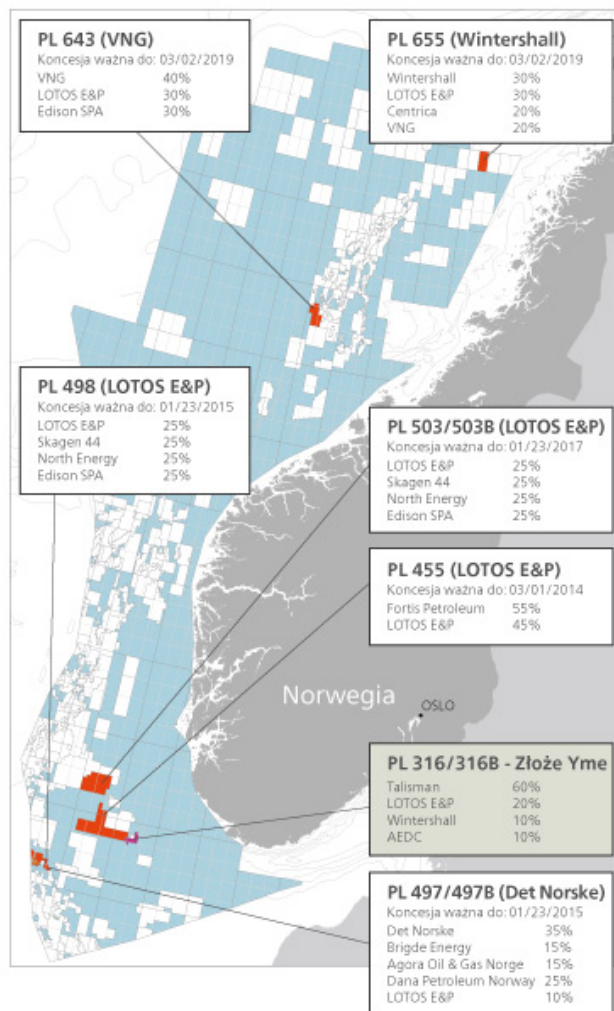 PL 643 (VNG)
Koncesja ważna do: 03/02/2019
VNG 40%
LOTOS E&P 30%
Edison SPA 30%
PL 655 (Wintershall)
Koncesja ważna do: 03/02/2019
Wintershall 30%
LOTOS E&P 30%
Centrica 20%
VNG 20%
PL 498 (LOTOS E&P)
Koncesja ważna do: 01/23/2015
LOTOS E&P 25%
Skagen 44 25%
North Energy 25%
Edison SPA 25%
PL 503/503B (LOTOS E&P)
Koncesja ważna do: 01/23/2017
LOTOS E&P 25%
Skagen 44 25%
North Energy 25%
Edison SPA 25%
PL 455 (LOTOS E&P)
Koncesja ważna do: 03/01/2014
Fortis Petroleum 55%
LOTOS E&P 45%
Norwegia
OSLO
PL 316/316B - Złoże Yme
Talisman 60%
LOTOS E&P 20%
Wintershall 10%
AEDC 10%
PL 497/497B (Det Norske)
Koncesja ważna do: 01/23/2015
Det Norske 35%
Brigde Energy 15%
Agora Oil & Gas Norge 15%
Dana Petroleum Norway 25%
LOTOS E&P 10%